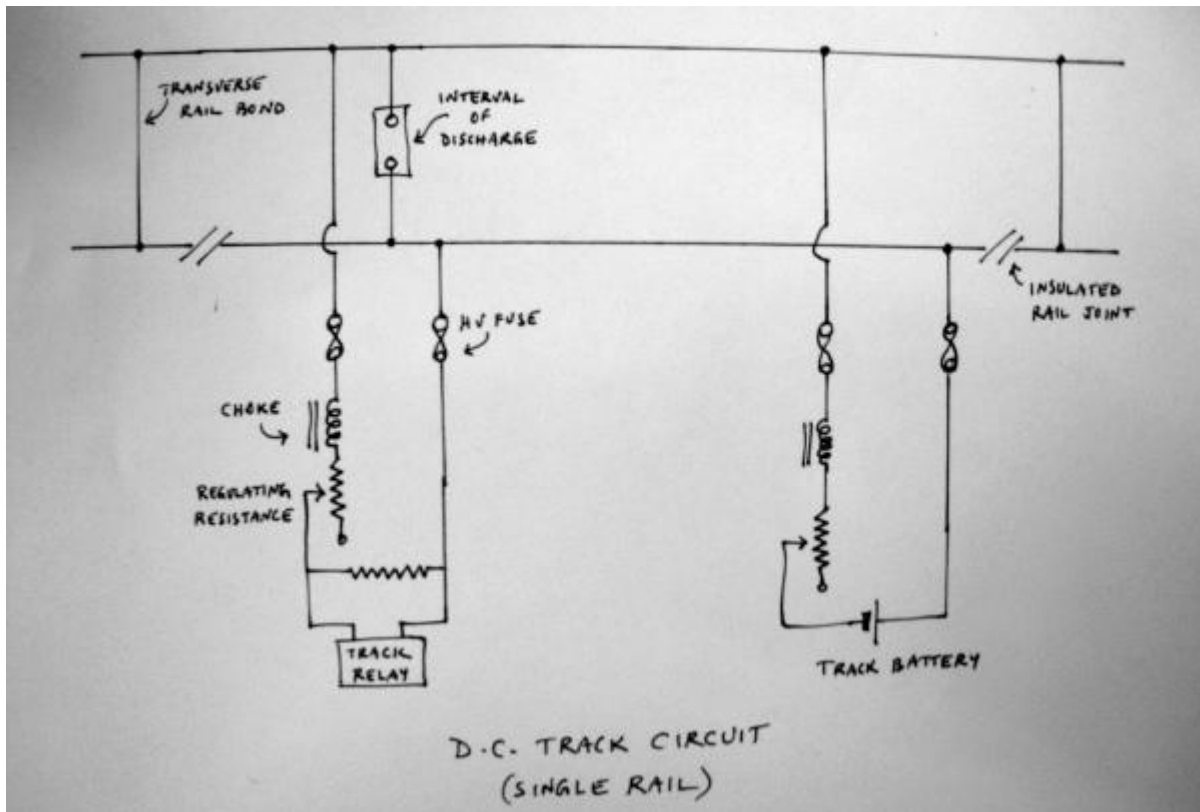 TRANSVERSE
RAIL BOND
INTERVAL
OF
DISCHARGE
INSULATED
RAIL JOINT
HV FUSE
CHOKE
REGULATING
RESISTANCE
TRACK
RELAY
TRACK BATTERY
D.C. TRACK CIRCUIT
(SINGLE RAIL)